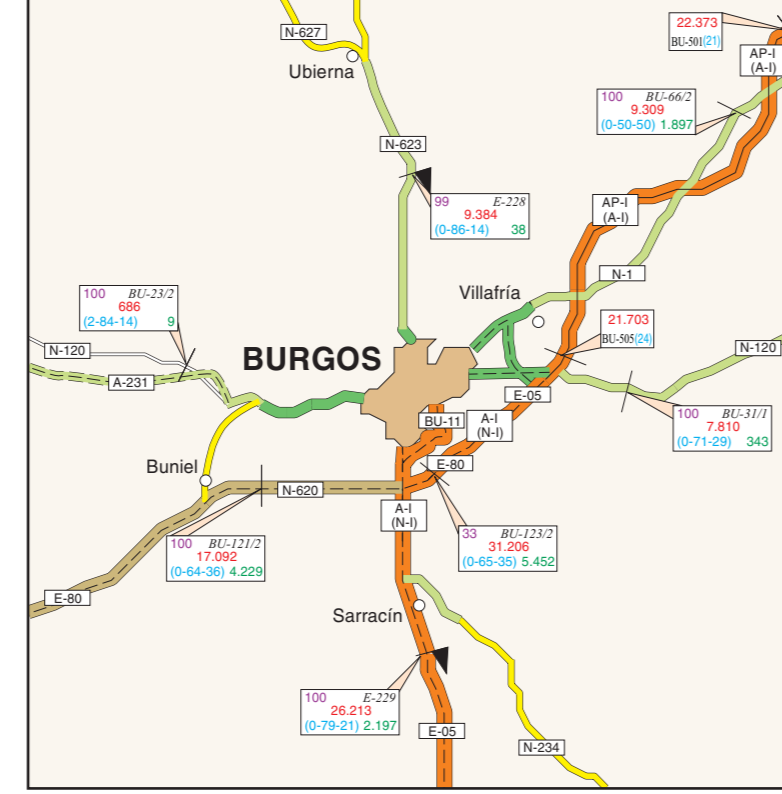 22.373
BU-501(21)
N-627
AP-I
(A-I)
Ubierna
100 BU-66/2
9.309
(0-50-50) 1.897
N-623
99 E-228
9.384
(0-86-14) 38
AP-I
(A-I)
N-1
Villafría
100 BU-23/2
686
(2-84-14) 9
21.703
BU-505(24)
N-120
BURGOS
N-120
A-231
E-05
100 BU-31/1
7.810
(0-71-29) 343
BU-11
A-I
(N-I)
Buniel
E-80
N-620
A-I
(N-I)
33 BU-123/2
31.206
(0-65-35) 5.452
100 BU-121/2
17.092
(0-64-36) 4.229
E-80
Sarracín
100 E-229
26.213
(0-79-21) 2.197
E-05
N-234